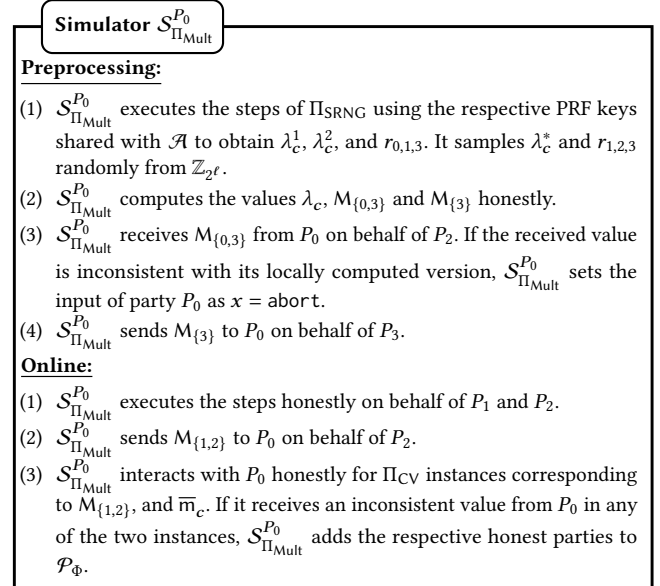 Simulator 𝒮^{P_0}_{Π_Mult}
Preprocessing:
(1) 𝒮^{P_0}_{Π_Mult} executes the steps of Π_SRNG using the respective PRF keys
shared with 𝒜 to obtain λ_c^1, λ_c^2, and r_{0,1,3}. It samples λ_c^* and r_{1,2,3}
randomly from ℤ_{2^ℓ}.
(2) 𝒮^{P_0}_{Π_Mult} computes the values λ_c, M_{{0,3}} and M_{{3}} honestly.
(3) 𝒮^{P_0}_{Π_Mult} receives M_{{0,3}} from P_0 on behalf of P_2. If the received value
is inconsistent with its locally computed version, 𝒮^{P_0}_{Π_Mult} sets the
input of party P_0 as x = abort.
(4) 𝒮^{P_0}_{Π_Mult} sends M_{{3}} to P_0 on behalf of P_3.
Online:
(1) 𝒮^{P_0}_{Π_Mult} executes the steps honestly on behalf of P_1 and P_2.
(2) 𝒮^{P_0}_{Π_Mult} sends M_{{1,2}} to P_0 on behalf of P_2.
(3) 𝒮^{P_0}_{Π_Mult} interacts with P_0 honestly for Π_CV instances corresponding
to M_{{1,2}}, and m̅_c. If it receives an inconsistent value from P_0 in any
of the two instances, 𝒮^{P_0}_{Π_Mult} adds the respective honest parties to
𝒫_Φ.